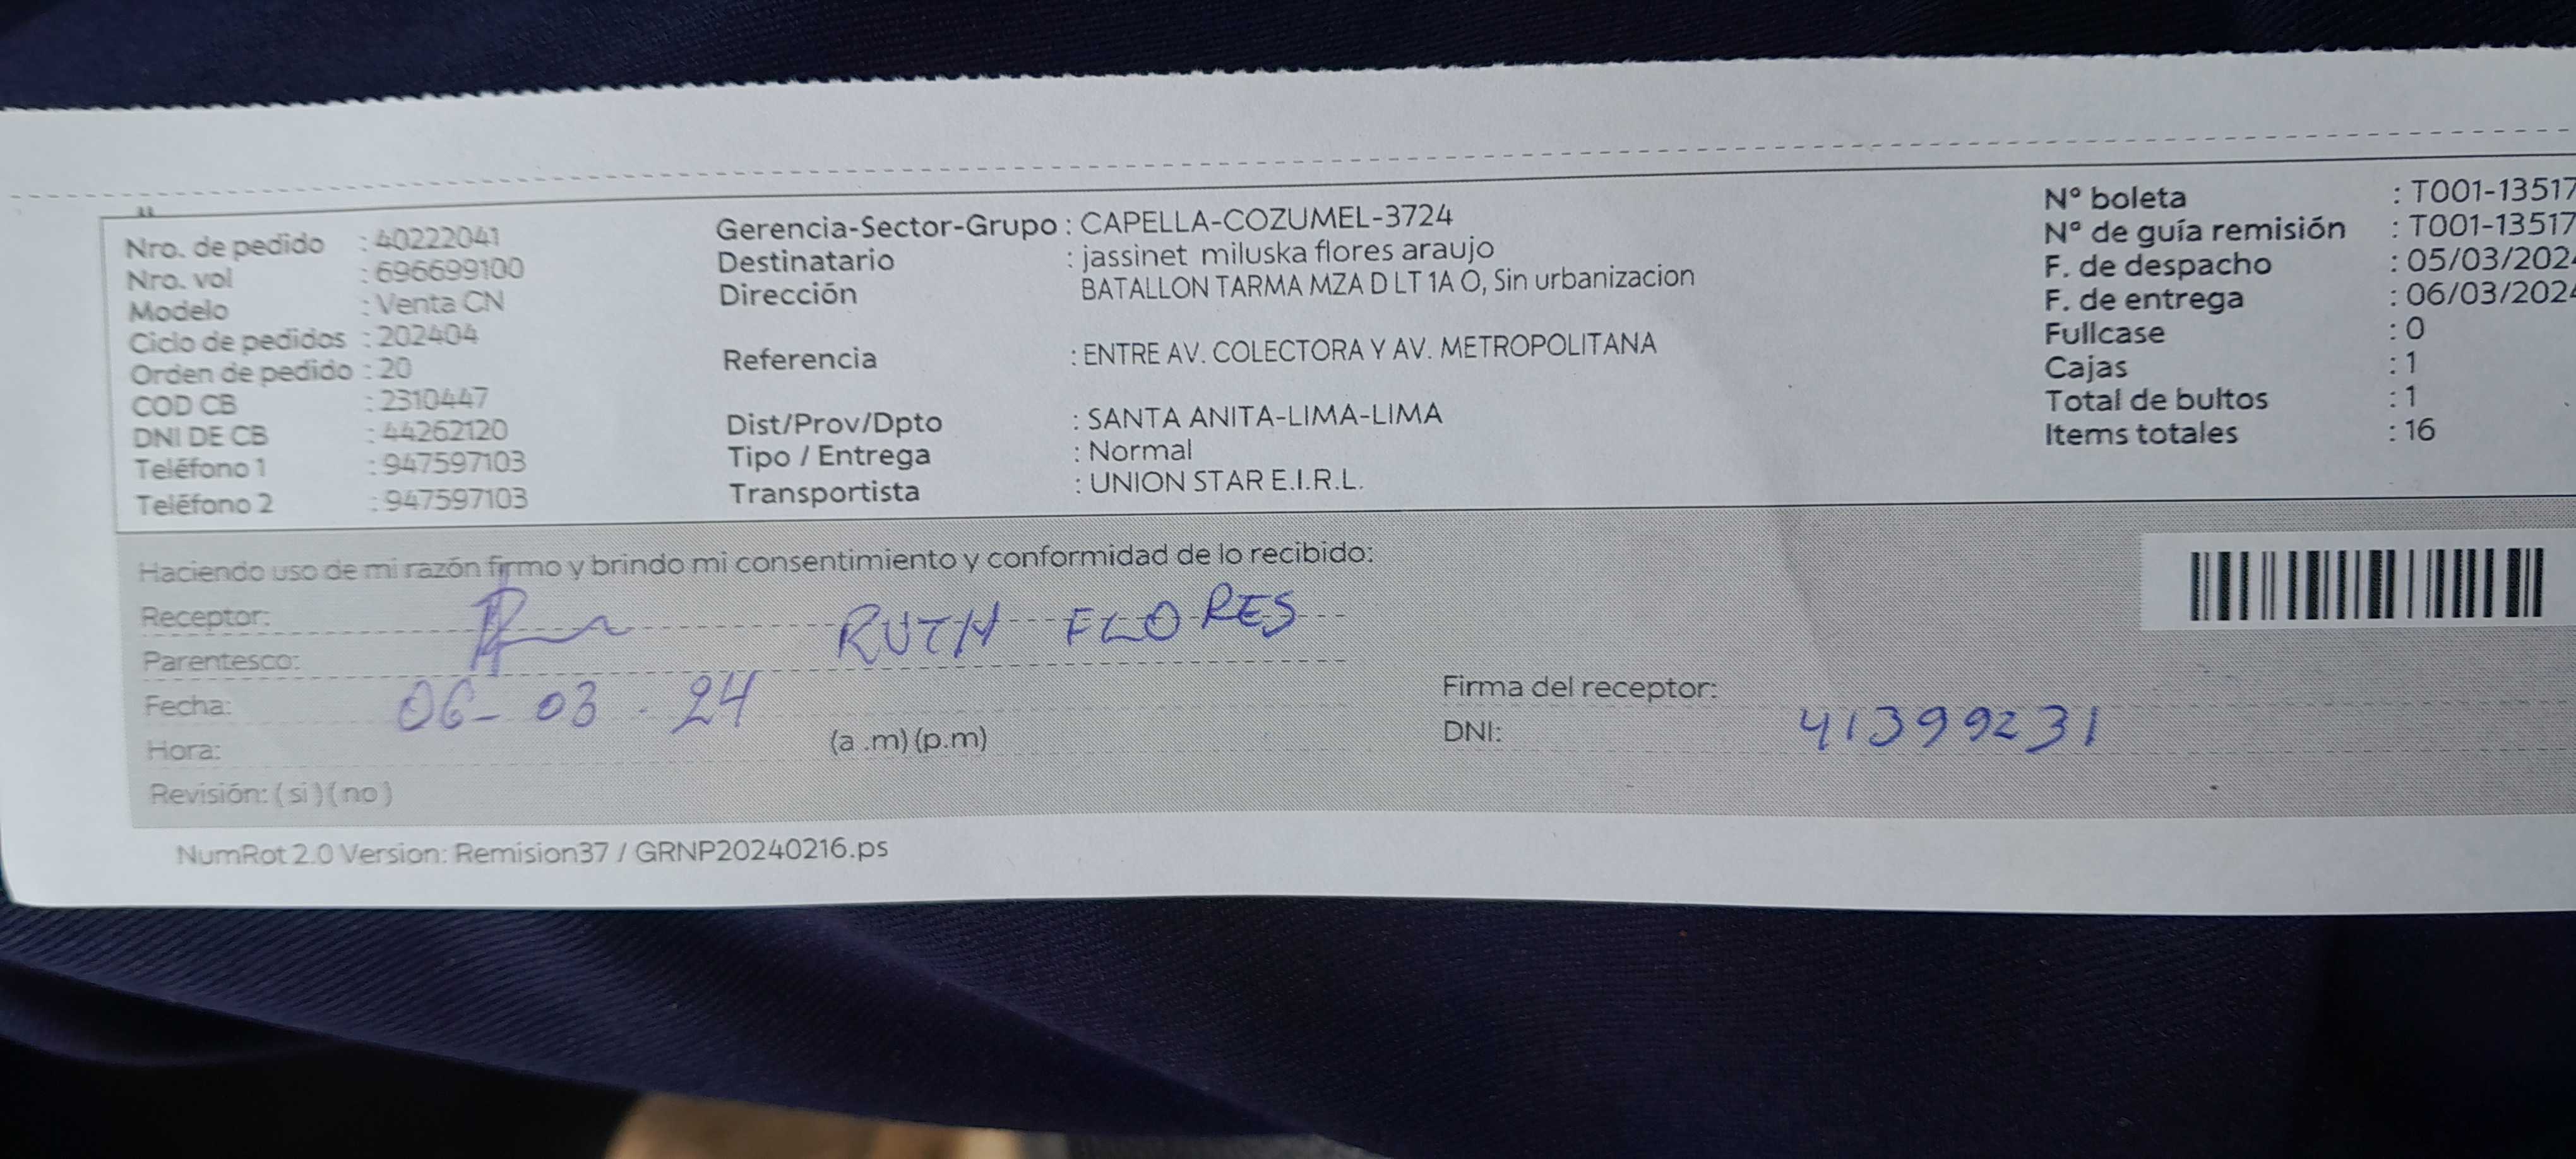 Nro. de pedido : 40222041
Nro. vol : 696699100
Modelo : Venta CN
Ciclo de pedidos : 202404
Orden de pedido : 20
COD CB : 2310447
DNI DE CB : 44262120
Teléfono 1 : 947597103
Teléfono 2 : 947597103
Gerencia-Sector-Grupo : CAPELLA-COZUMEL-3724
Destinatario : jassinet miluska flores araujo
Dirección BATALLON TARMA MZA D LT 1A O, Sin urbanizacion
Referencia : ENTRE AV. COLECTORA Y AV. METROPOLITANA
Dist/Prov/Dpto : SANTA ANITA-LIMA-LIMA
Tipo / Entrega : Normal
Transportista : UNION STAR E.I.R.L.
Nº boleta : T001-13517
Nº de guía remisión : T001-13517
F. de despacho : 05/03/202
F. de entrega : 06/03/202
Fullcase : 0
Cajas : 1
Total de bultos : 1
Items totales : 16
Haciendo uso de mi razón firmo y brindo mi consentimiento y conformidad de lo recibido:
Receptor: RUTH FLORES
Parentesco:
Fecha: 06-03-24
Hora: (a .m) (p.m)
Revisión: ( si ) ( no )
Firma del receptor:
DNI: 41399231
NumRot 2.0 Version: Remision37 / GRNP20240216.ps